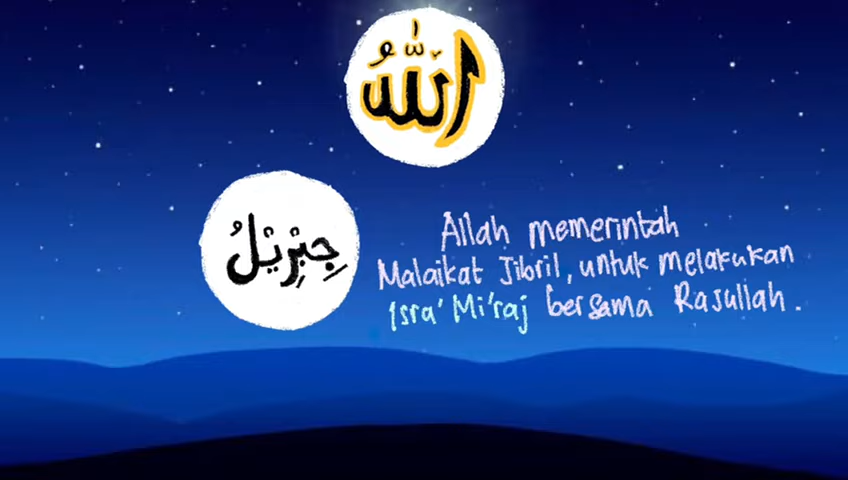 الله
جِبْرِيْلُ
Allah memerintah
Malaikat Jibril, untuk melakukan
Isra' Mi'raj bersama Rasullah.